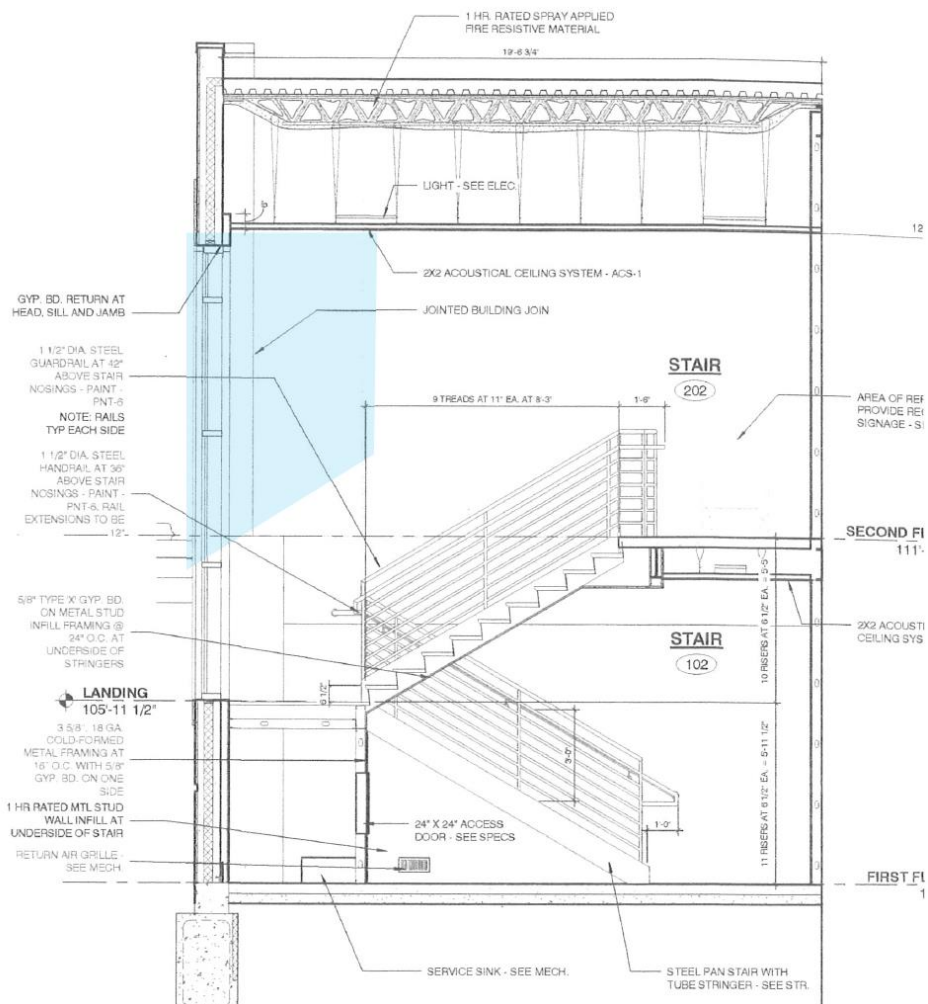 1 HR. RATED SPRAY APPLIED
FIRE RESISTIVE MATERIAL
19'-6 3/4"
LIGHT - SEE ELEC.
6"
12
2X2 ACOUSTICAL CEILING SYSTEM - ACS-1
GYP. BD. RETURN AT
HEAD, SILL AND JAMB
JOINTED BUILDING JOIN
1 1/2" DIA. STEEL
GUARDRAIL AT 42"
ABOVE STAIR
NOSINGS - PAINT -
PNT-6
NOTE: RAILS
TYP EACH SIDE
STAIR
202
9 TREADS AT 11" EA. AT 8'-3"
1'-6"
AREA OF REF
PROVIDE REC
SIGNAGE - SI
1 1/2" DIA. STEEL
HANDRAIL AT 36"
ABOVE STAIR
NOSINGS - PAINT -
PNT-6. RAIL
EXTENSIONS TO BE
12"
SECOND FI
111'-
5/8" TYPE 'X' GYP. BD.
ON METAL STUD
INFILL FRAMING @
24" O.C. AT
UNDERSIDE OF
STRINGERS
STAIR
102
2X2 ACOUSTI
CEILING SYS
10 RISERS AT 6 1/2" EA. = 5'-5"
6 1/2"
LANDING
105'-11 1/2"
3 5/8", 18 GA.
COLD-FORMED
METAL FRAMING AT
16" O.C. WITH 5/8"
GYP. BD. ON ONE
SIDE
3'-0"
11 RISERS AT 6 1/2" EA. = 5'-11 1/2"
1 HR RATED MTL STUD
WALL INFILL AT
UNDERSIDE OF STAIR
24" X 24" ACCESS
DOOR - SEE SPECS
1'-0"
RETURN AIR GRILLE -
SEE MECH.
FIRST FL
1
SERVICE SINK - SEE MECH.
STEEL PAN STAIR WITH
TUBE STRINGER - SEE STR.